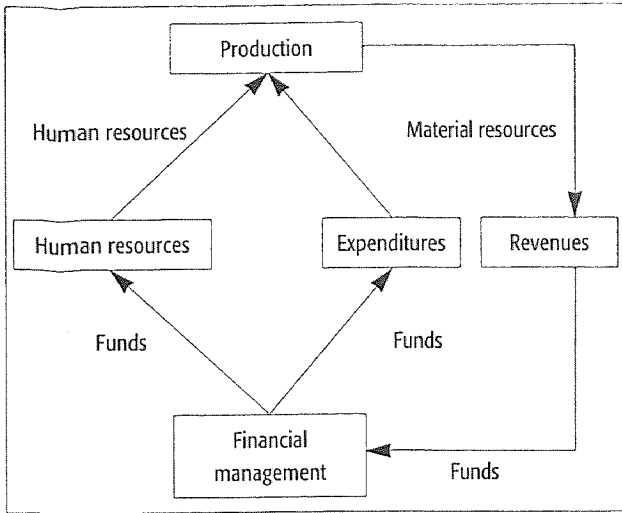 Production
Human resources
Material resources
Human resources
Expenditures
Revenues
Funds
Funds
Financial
management
Funds